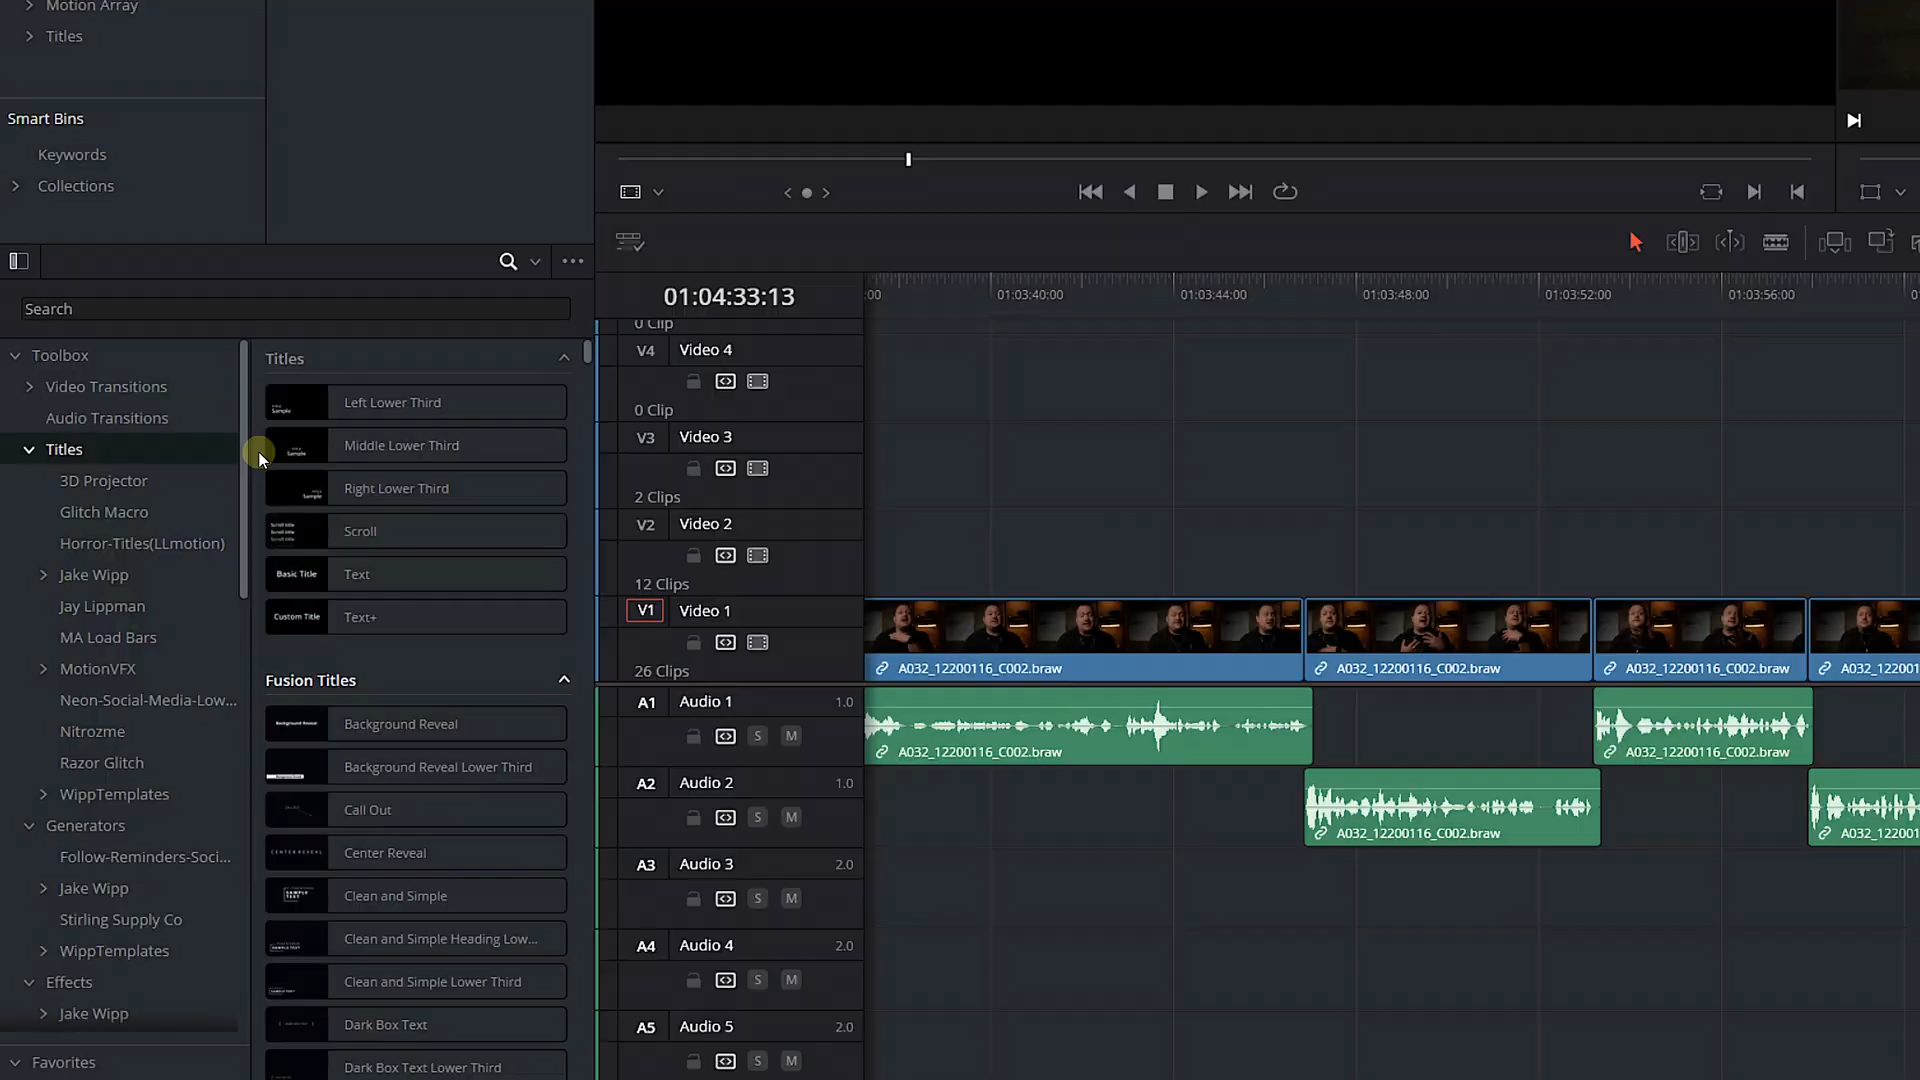 Motion Array
Titles
Smart Bins
Keywords
Collections
Search
Toolbox
Video Transitions
Audio Transitions
Titles
3D Projector
Glitch Macro
Horror-Titles(LLmotion)
Jake Wipp
Jay Lippman
MA Load Bars
MotionVFX
Neon-Social-Media-Low...
Nitrozme
Razor Glitch
WippTemplates
Generators
Follow-Reminders-Soci...
Jake Wipp
Stirling Supply Co
WippTemplates
Effects
Jake Wipp
Favorites
Titles
Left Lower Third
Middle Lower Third
Right Lower Third
Scroll
Basic Title Text
Custom Title Text+
Fusion Titles
Background Reveal
Background Reveal Lower Third
Call Out
Center Reveal
Clean and Simple
Clean and Simple Heading Low...
Clean and Simple Lower Third
Dark Box Text
Dark Box Text Lower Third
01:04:33:13
:00 01:03:40:00 01:03:44:00 01:03:48:00 01:03:52:00 01:03:56:00
0 Clip
V4 Video 4
0 Clip
V3 Video 3
2 Clips
V2 Video 2
12 Clips
V1 Video 1
26 Clips
A032_12200116_C002.braw A032_12200116_C002.braw A032_12200116_C002.braw A032_12201
A1 Audio 1 1.0
S M
A032_12200116_C002.braw A032_12200116_C002.braw
A2 Audio 2 1.0
S M
A032_12200116_C002.braw A032_12201
A3 Audio 3 2.0
S M
A4 Audio 4 2.0
S M
A5 Audio 5 2.0
S M